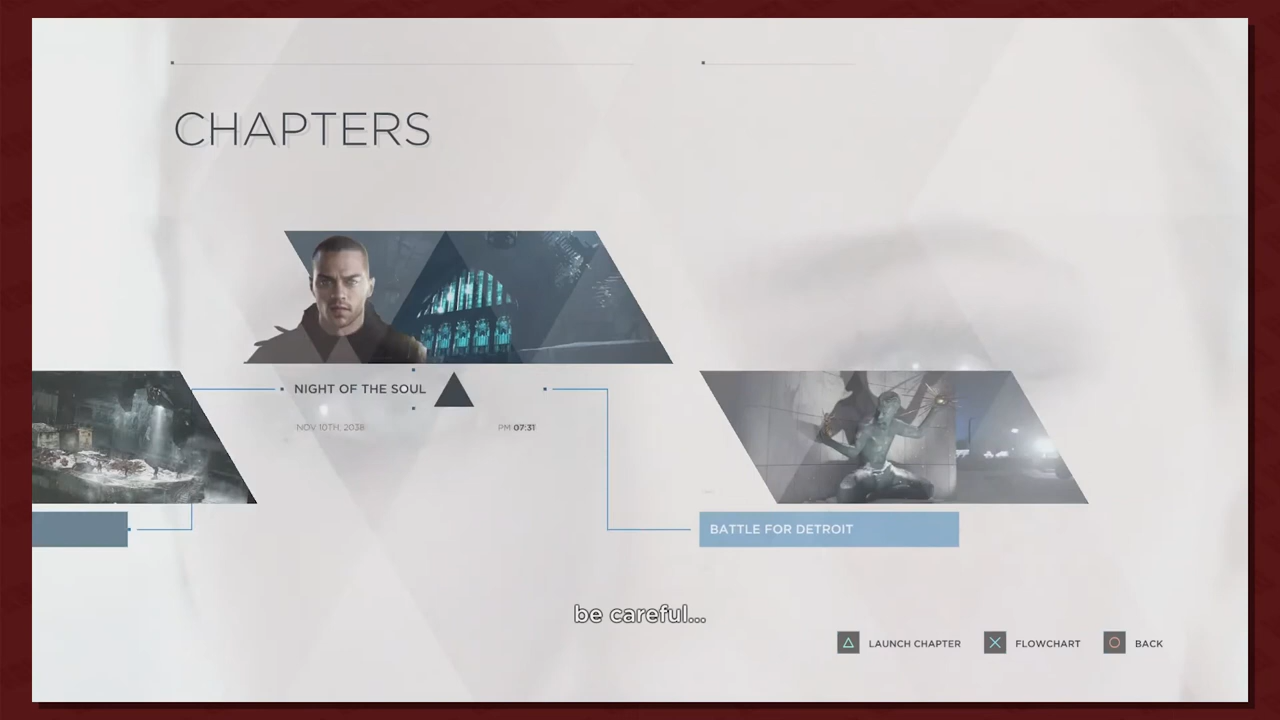 CHAPTERS
NIGHT OF THE SOUL
NOV 10TH, 2038
PM 07:31
BATTLE FOR DETROIT
be careful...
LAUNCH CHAPTER
FLOWCHART
BACK